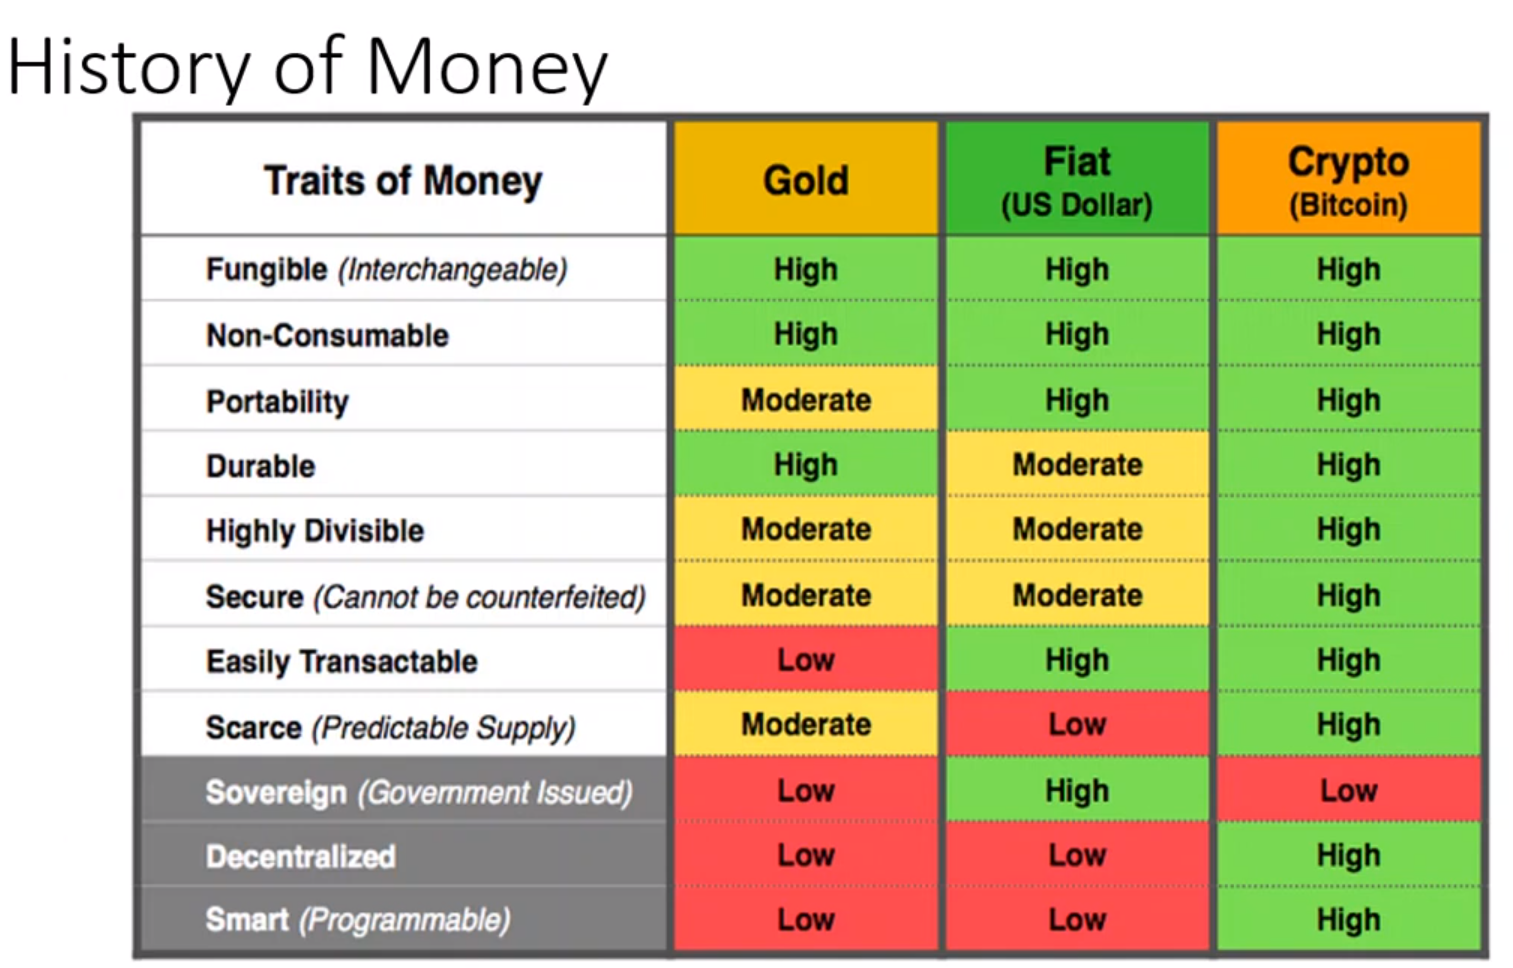 History of Money
Traits of Money Gold Fiat (US Dollar) Crypto (Bitcoin)
Fungible (Interchangeable) High High High
Non-Consumable High High High
Portability Moderate High High
Durable High Moderate High
Highly Divisible Moderate Moderate High
Secure (Cannot be counterfeited) Moderate Moderate High
Easily Transactable Low High High
Scarce (Predictable Supply) Moderate Low High
Sovereign (Government Issued) Low High Low
Decentralized Low Low High
Smart (Programmable) Low Low High